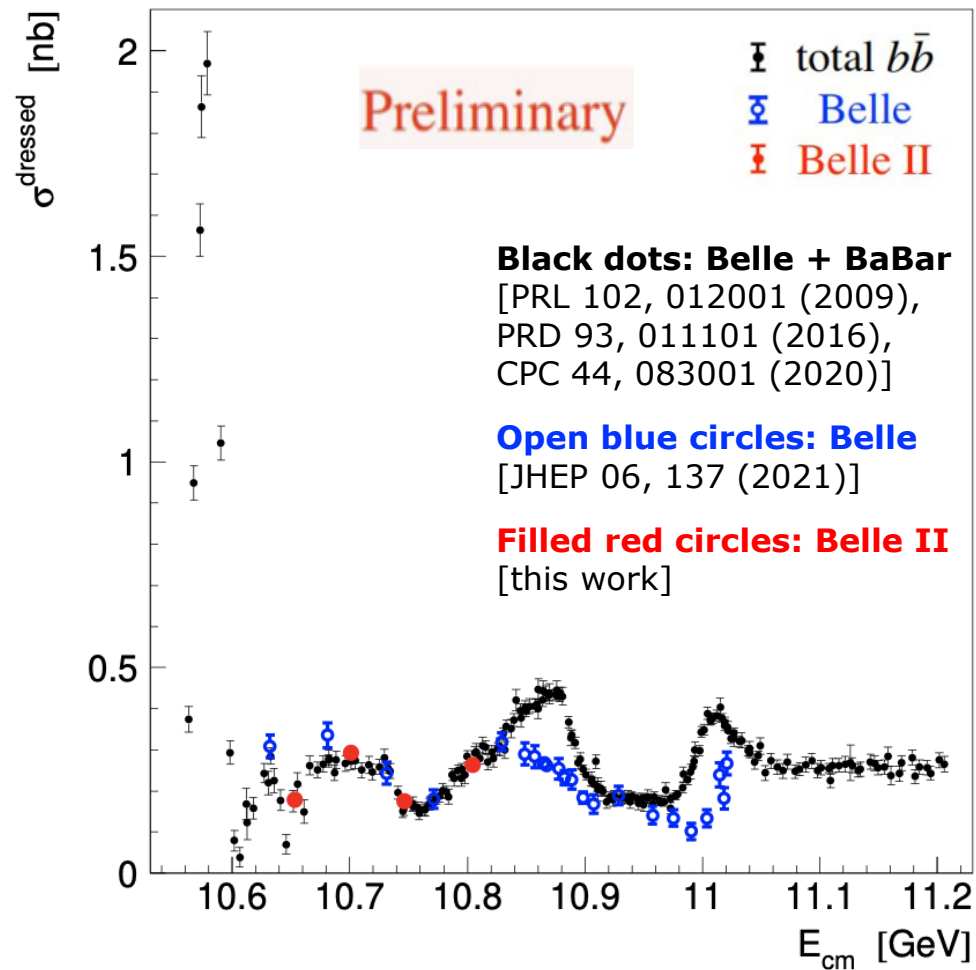 σ^dressed [nb]
2
1.5
1
0.5
0
Preliminary
total b\bar{b}
Belle
Belle II
Black dots: Belle + BaBar
[PRL 102, 012001 (2009),
PRD 93, 011101 (2016),
CPC 44, 083001 (2020)]
Open blue circles: Belle
[JHEP 06, 137 (2021)]
Filled red circles: Belle II
[this work]
10.6 10.7 10.8 10.9 11 11.1 11.2
E_cm [GeV]